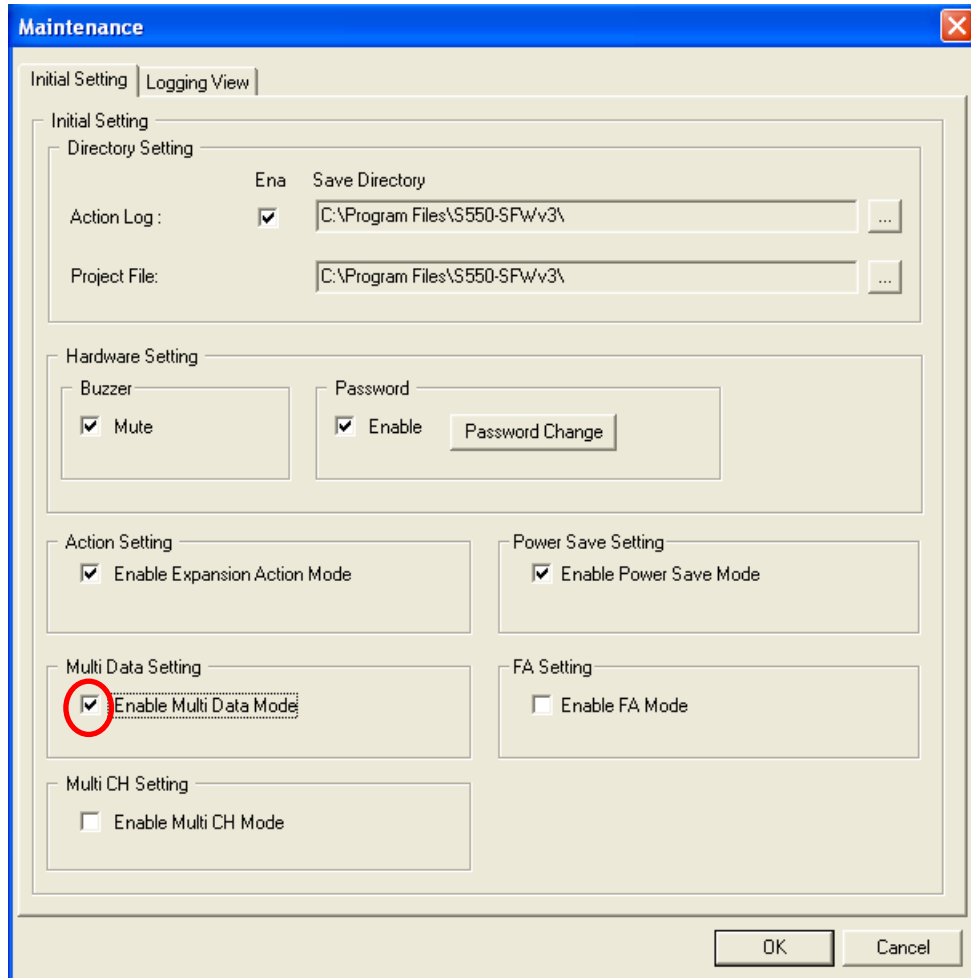 Maintenance
Initial Setting
Logging View
Initial Setting
Directory Setting
Ena Save Directory
Action Log : C:\Program Files\S550-SFWv3\ ...
Project File: C:\Program Files\S550-SFWv3\ ...
Hardware Setting
Buzzer Password
Mute Enable Password Change
Action Setting Power Save Setting
Enable Expansion Action Mode Enable Power Save Mode
Multi Data Setting FA Setting
Enable Multi Data Mode Enable FA Mode
Multi CH Setting
Enable Multi CH Mode
OK Cancel